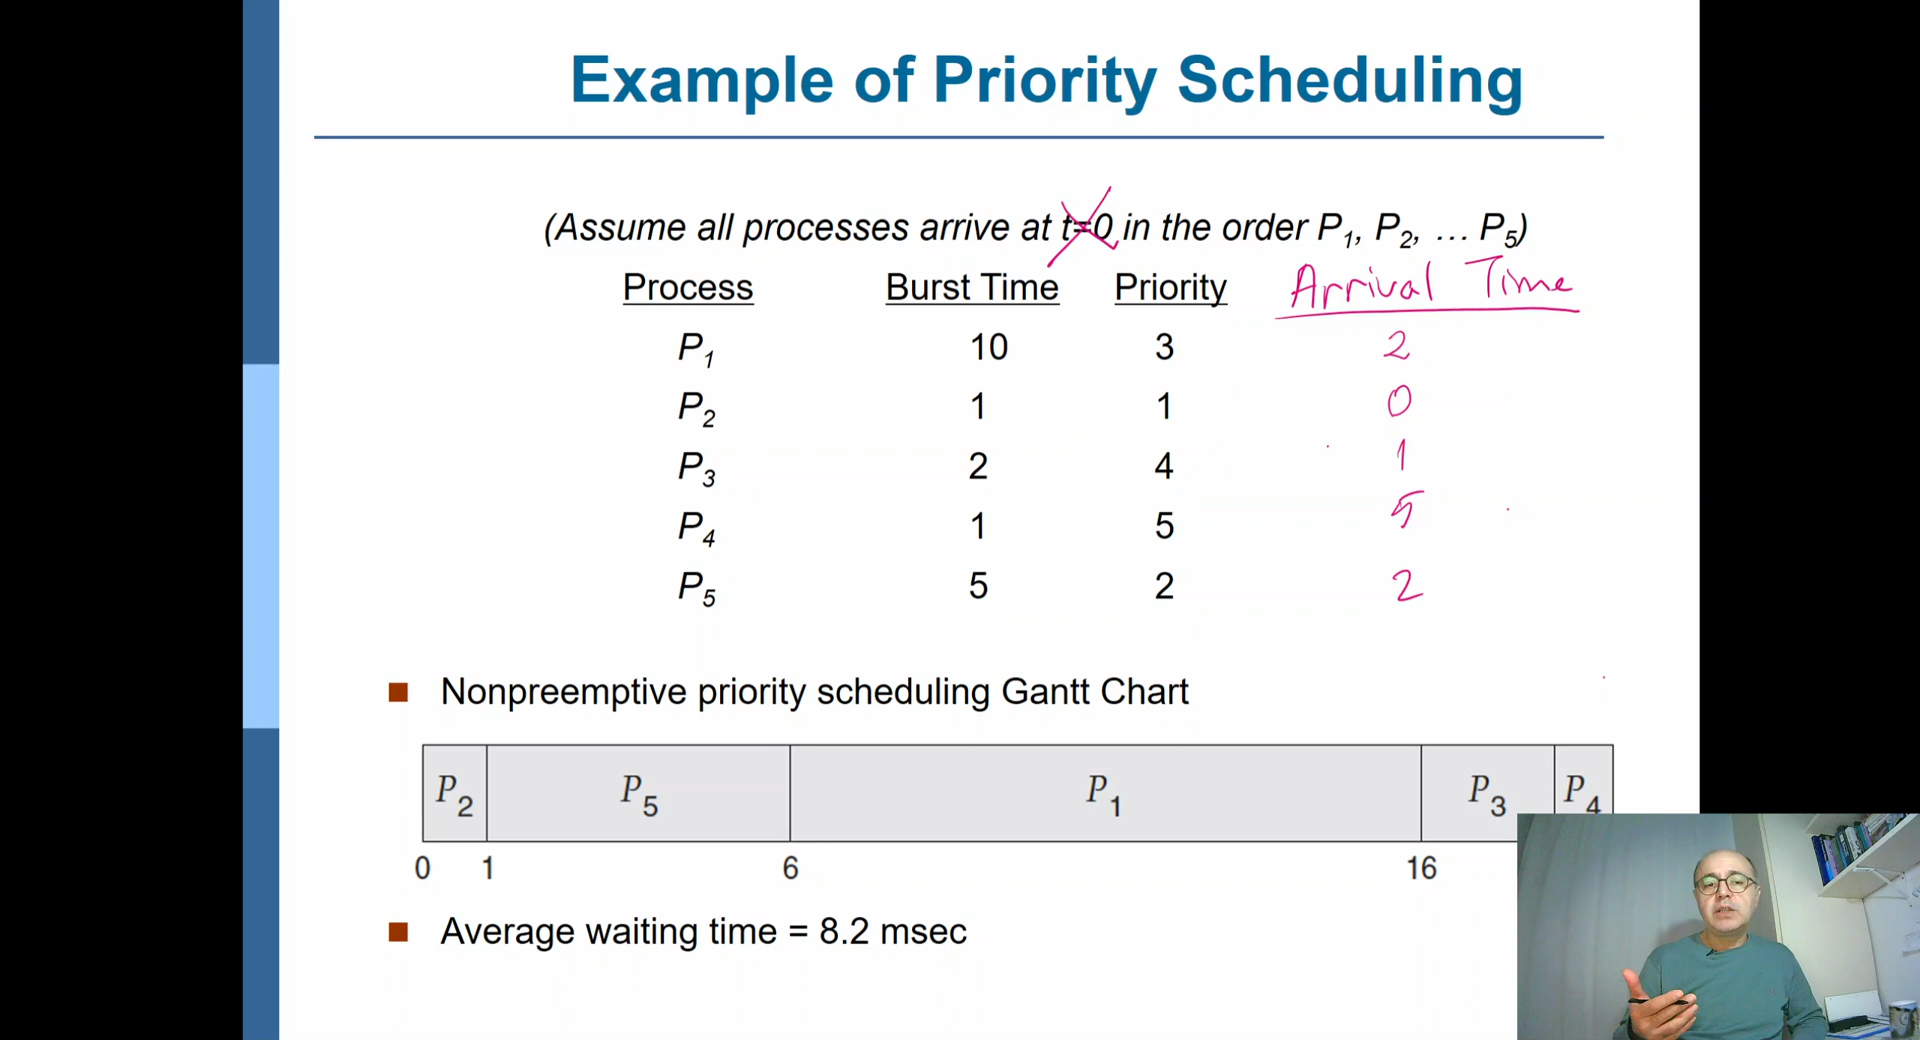 Example of Priority Scheduling
(Assume all processes arrive at t=0, in the order P1, P2, … P5)
Process Burst Time Priority Arrival Time
P1 10 3 2
P2 1 1 0
P3 2 4 1
P4 1 5 5
P5 5 2 2
■ Nonpreemptive priority scheduling Gantt Chart
P2 P5 P1 P3 P4
0 1 6 16
■ Average waiting time = 8.2 msec